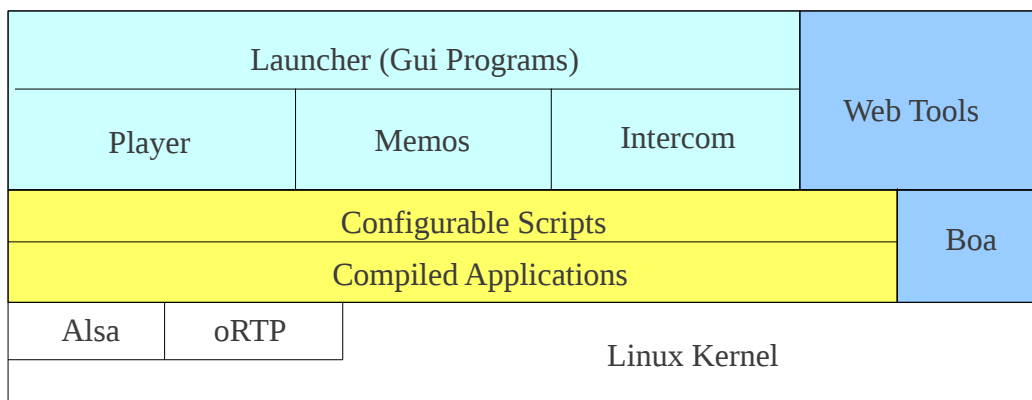 Launcher (Gui Programs)
Web Tools
Player
Memos
Intercom
Configurable Scripts
Boa
Compiled Applications
Alsa
oRTP
Linux Kernel